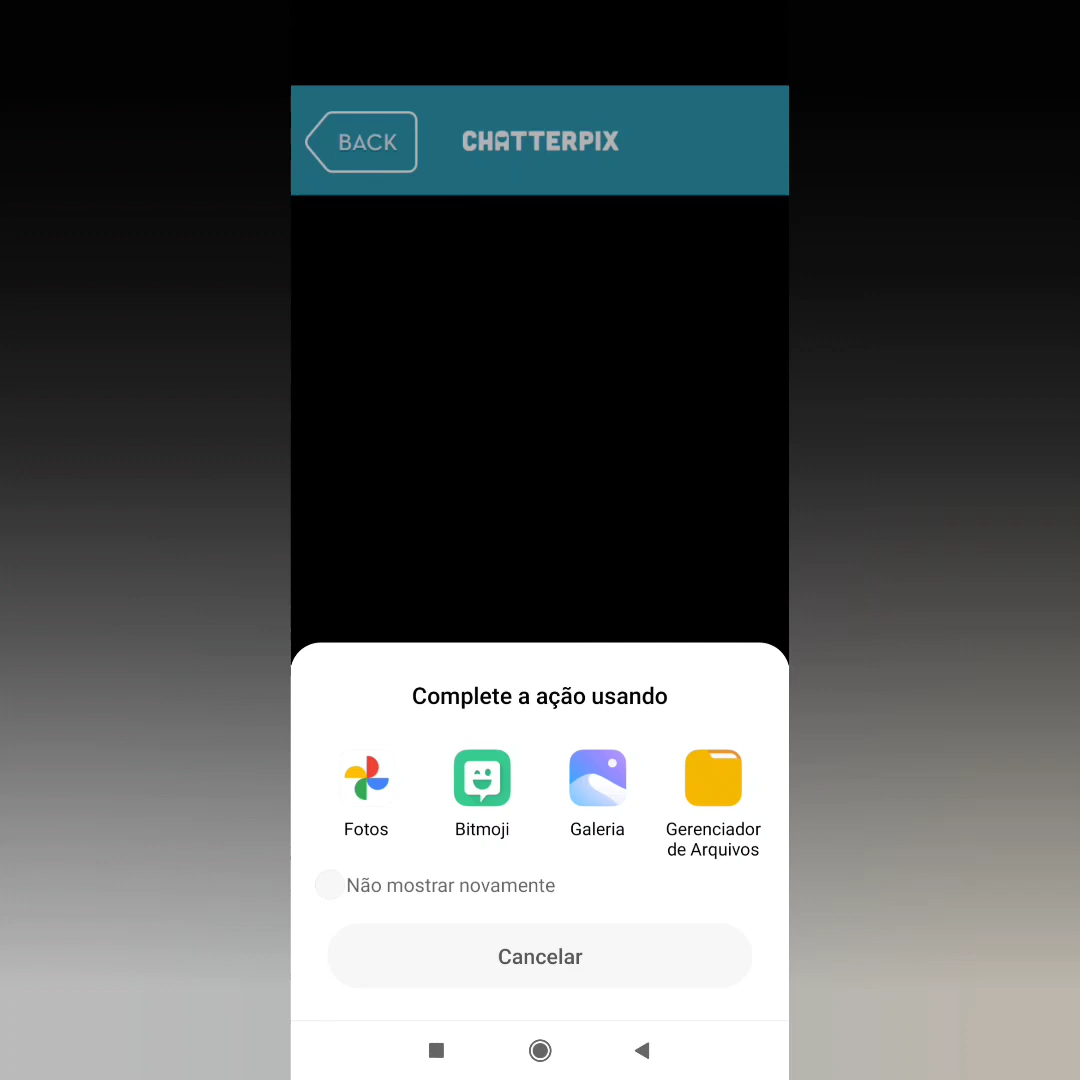 BACK
CHATTERPIX
Complete a ação usando
Fotos
Bitmoji
Galeria
Gerenciador
de Arquivos
Não mostrar novamente
Cancelar